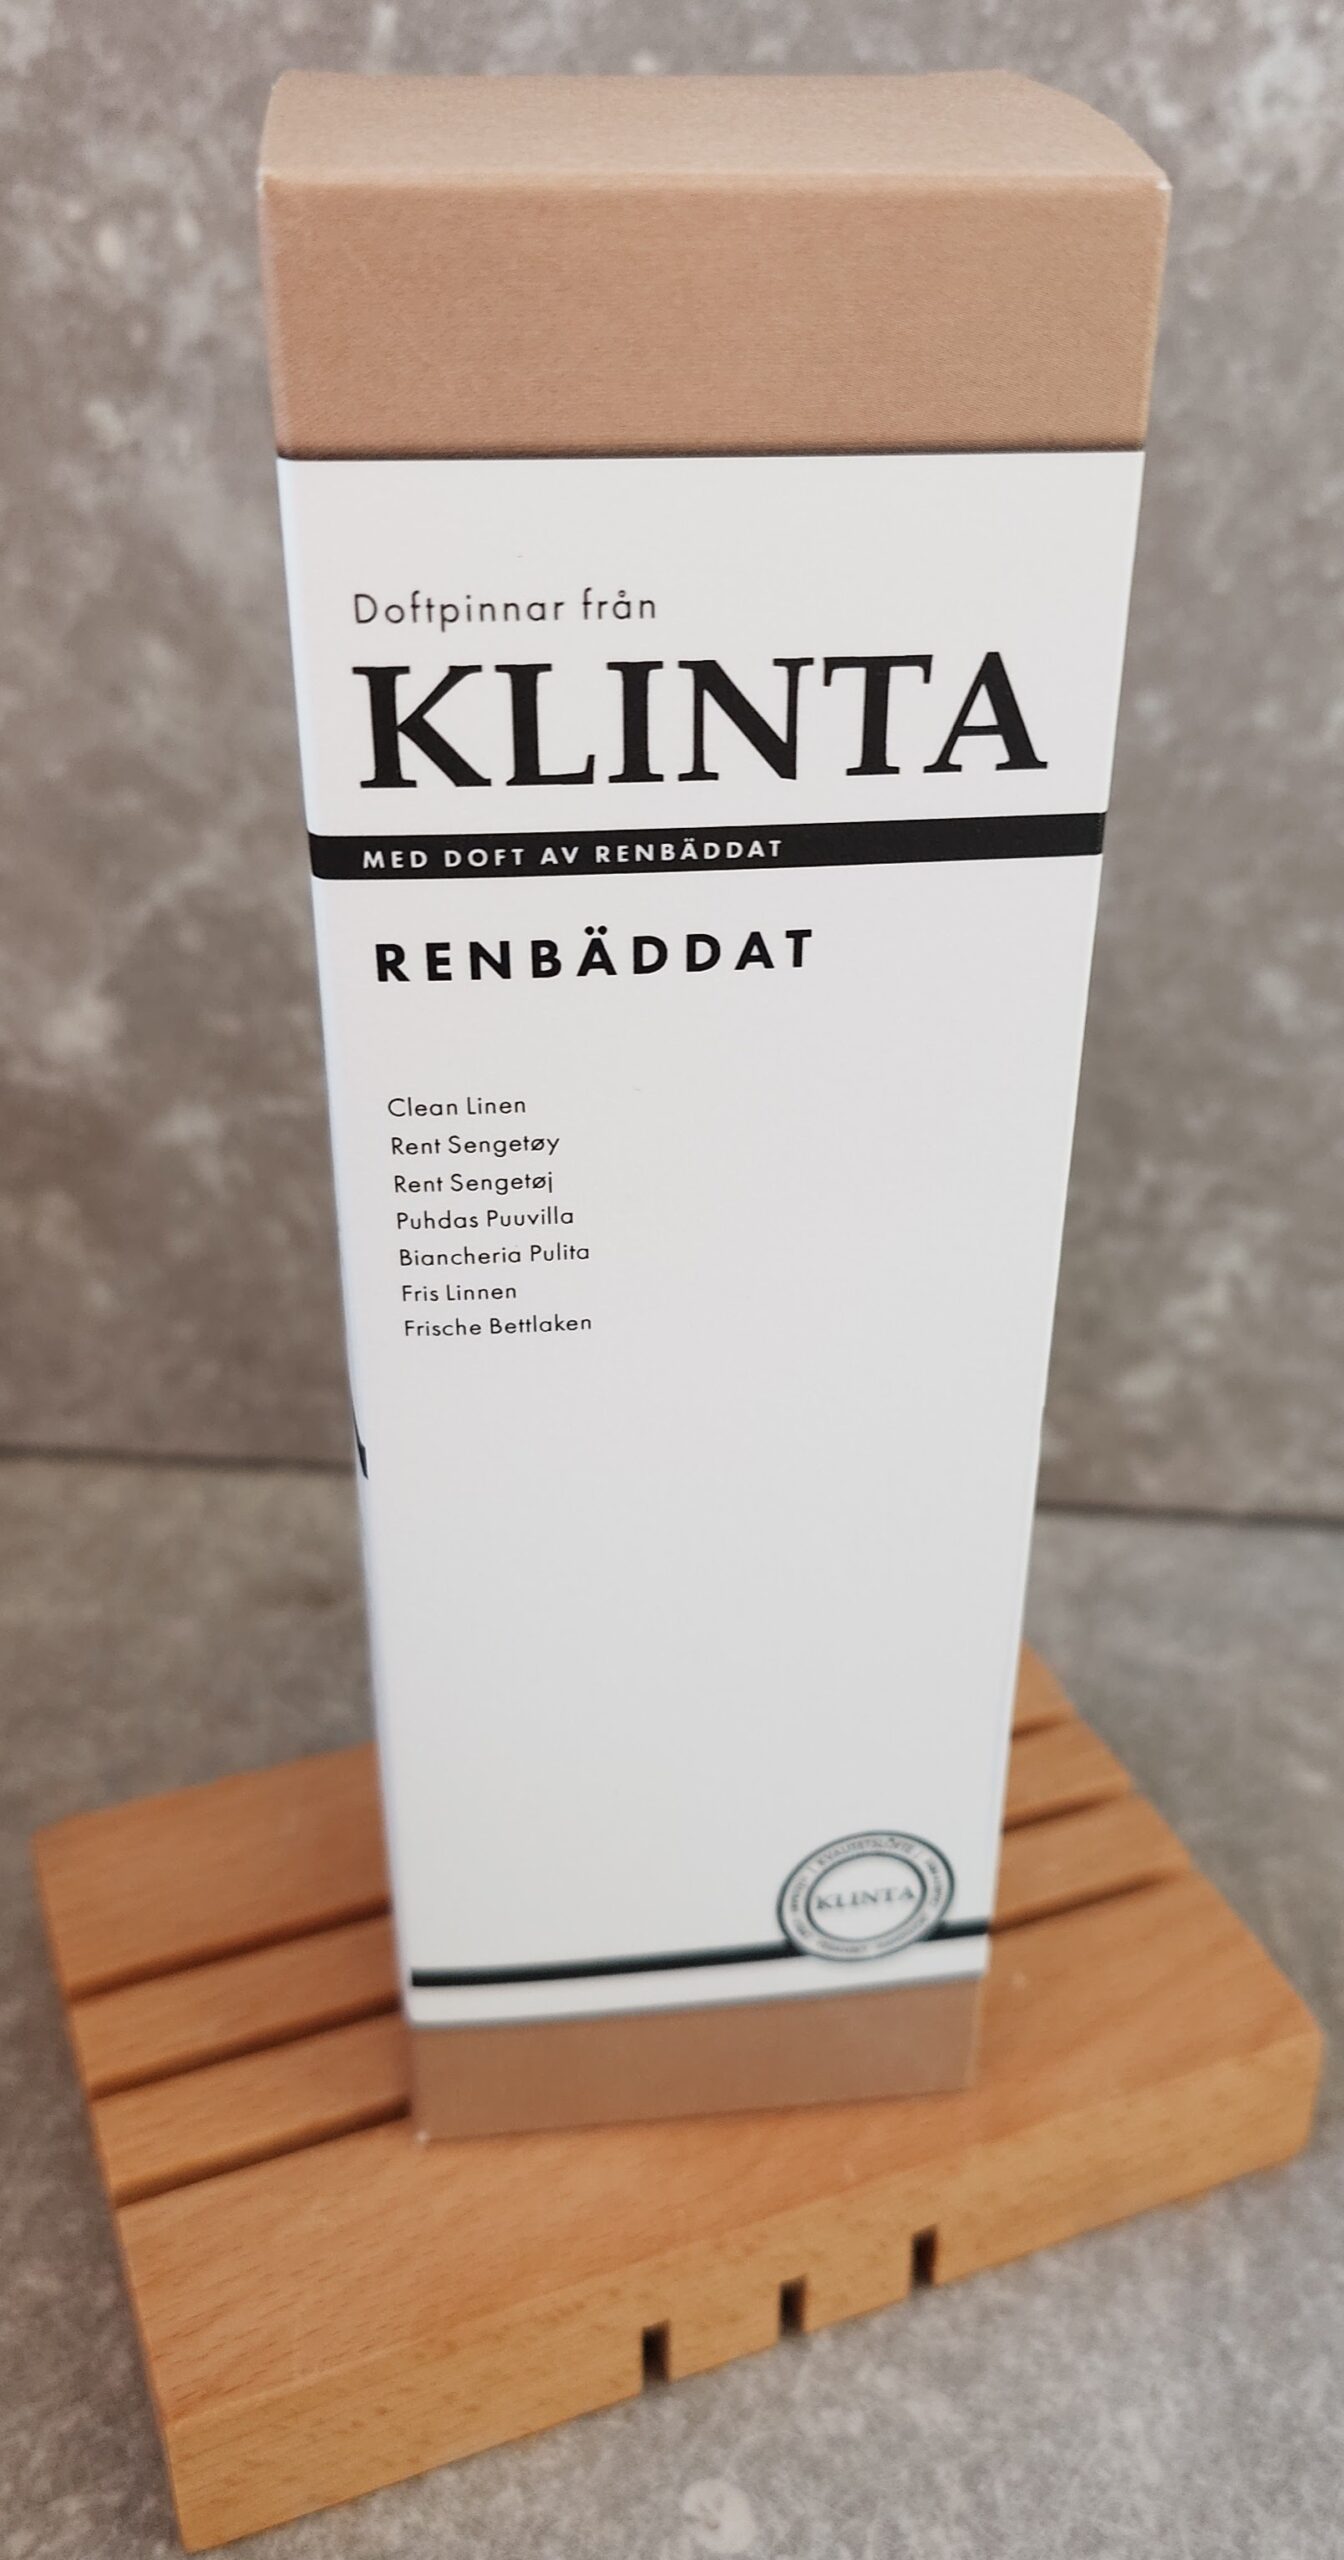 Doftpinnar från
KLINTA
MED DOFT AV RENBÄDDAT
RENBÄDDAT
Clean Linen
Rent Sengetøy
Rent Sengetøj
Puhdas Puuvilla
Biancheria Pulita
Fris Linnen
Frische Bettlaken
KVALITETSLÖFTE
KLINTA